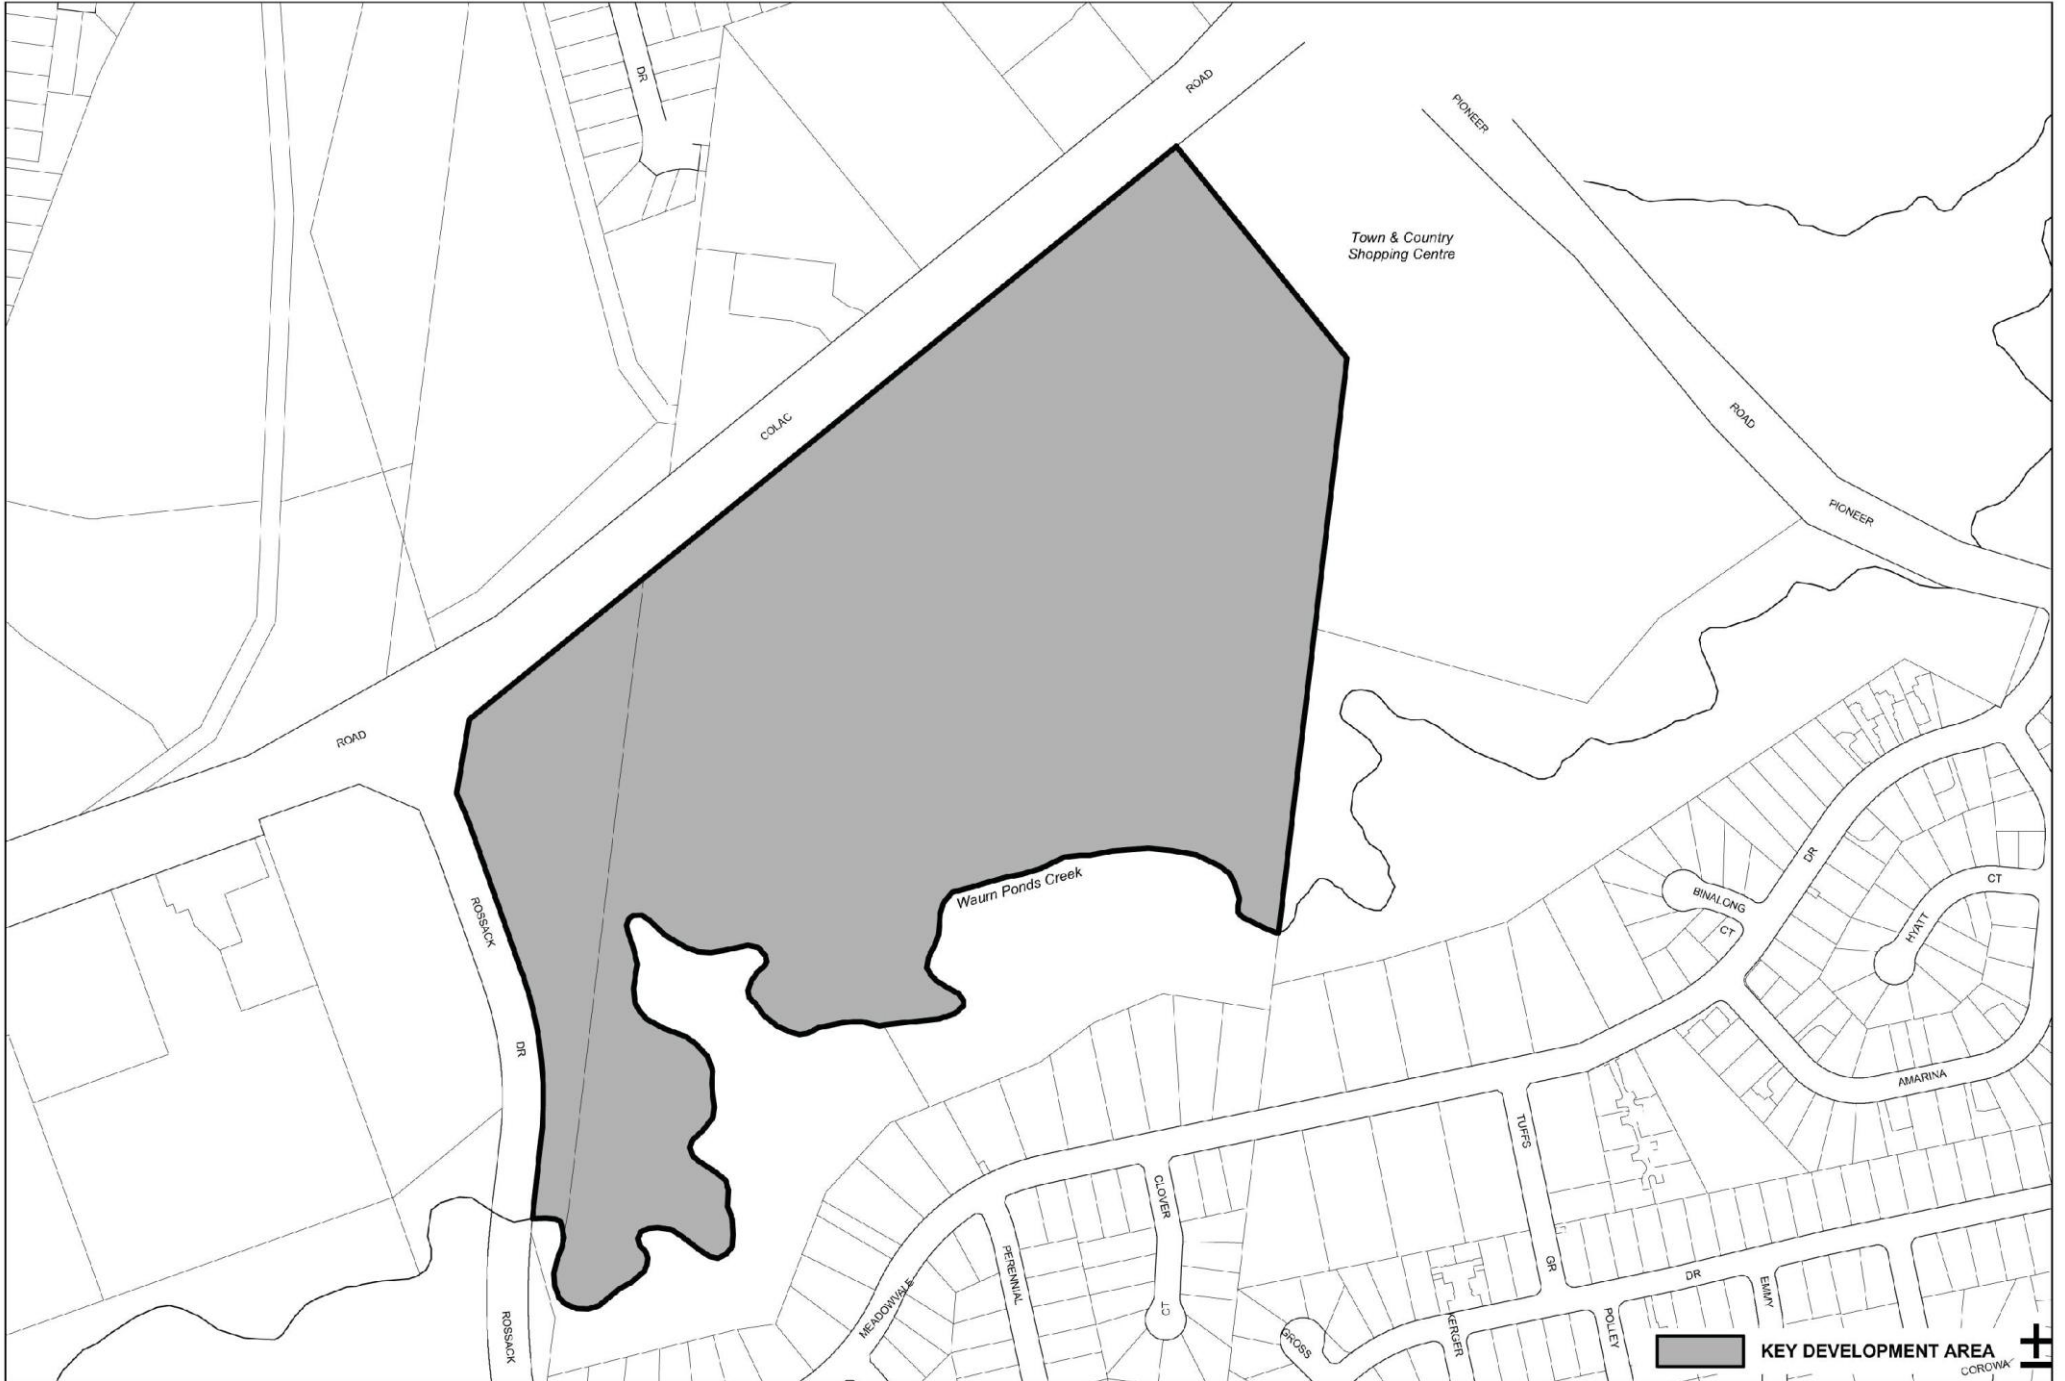 DR
ROAD
PIONEER
Town & Country
Shopping Centre
COLAC
ROAD
PIONEER
ROAD
Waurn Ponds Creek
ROSSACK
DR
BINALONG
CT
DR
CT
HYATT
AMARINA
TUFFS
GR
CLOVER
CT
PERENNIAL
MEADOWVALE
ROSSACK
GROSS
KERGER
DR
EMMY
POLLEY
KEY DEVELOPMENT AREA
COROWA